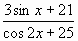 3sin x + 21
cos 2x + 25